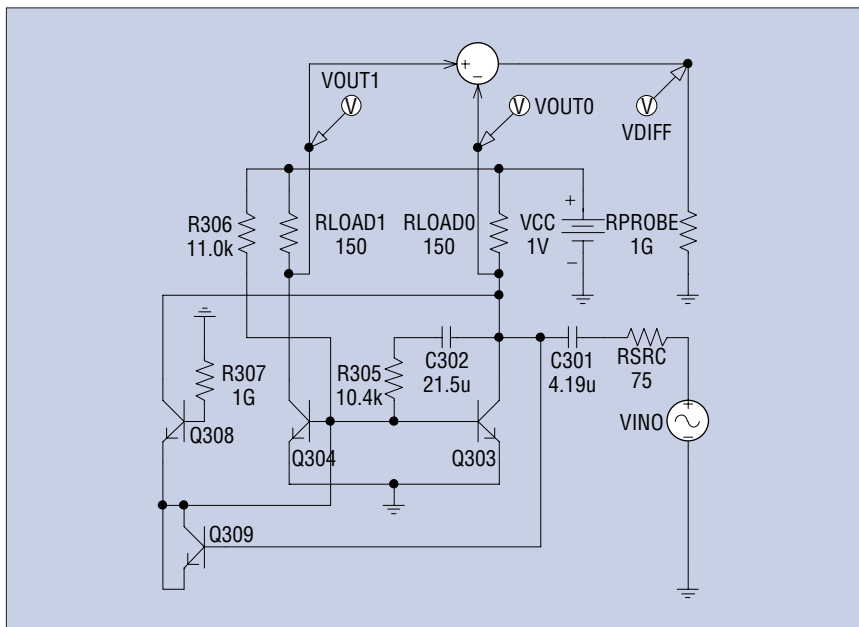 VOUT1
+
−
V
V
VOUT0
V
VDIFF
R306
11.0k
RLOAD1
150
RLOAD0
150
+
VCC
1V
−
RPROBE
1G
R307
1G
R305
10.4k
C302
21.5u
C301
4.19u
RSRC
75
Q308
Q304
Q303
+
VINO
−
Q309